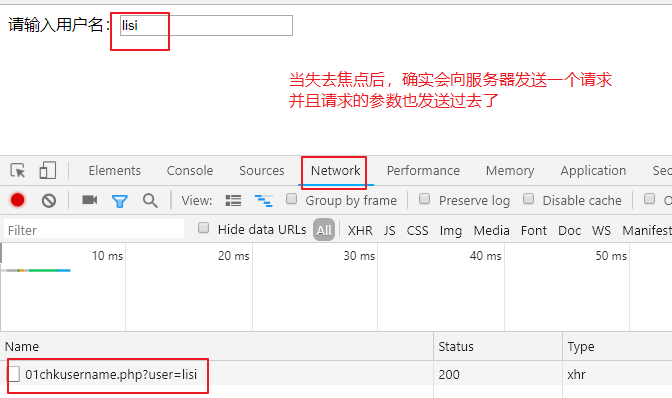 请输入用户名: lisi
当失去焦点后，确实会向服务器发送一个请求
并且请求的参数也发送过去了
Elements Console Sources Network Performance Memory Application Sec
View: Group by frame Preserve log Disable cache O
Filter Hide data URLs All XHR JS CSS Img Media Font Doc WS Manifest
10 ms 20 ms 30 ms 40 ms 50 ms
Name Status Type
01chkusername.php?user=lisi 200 xhr